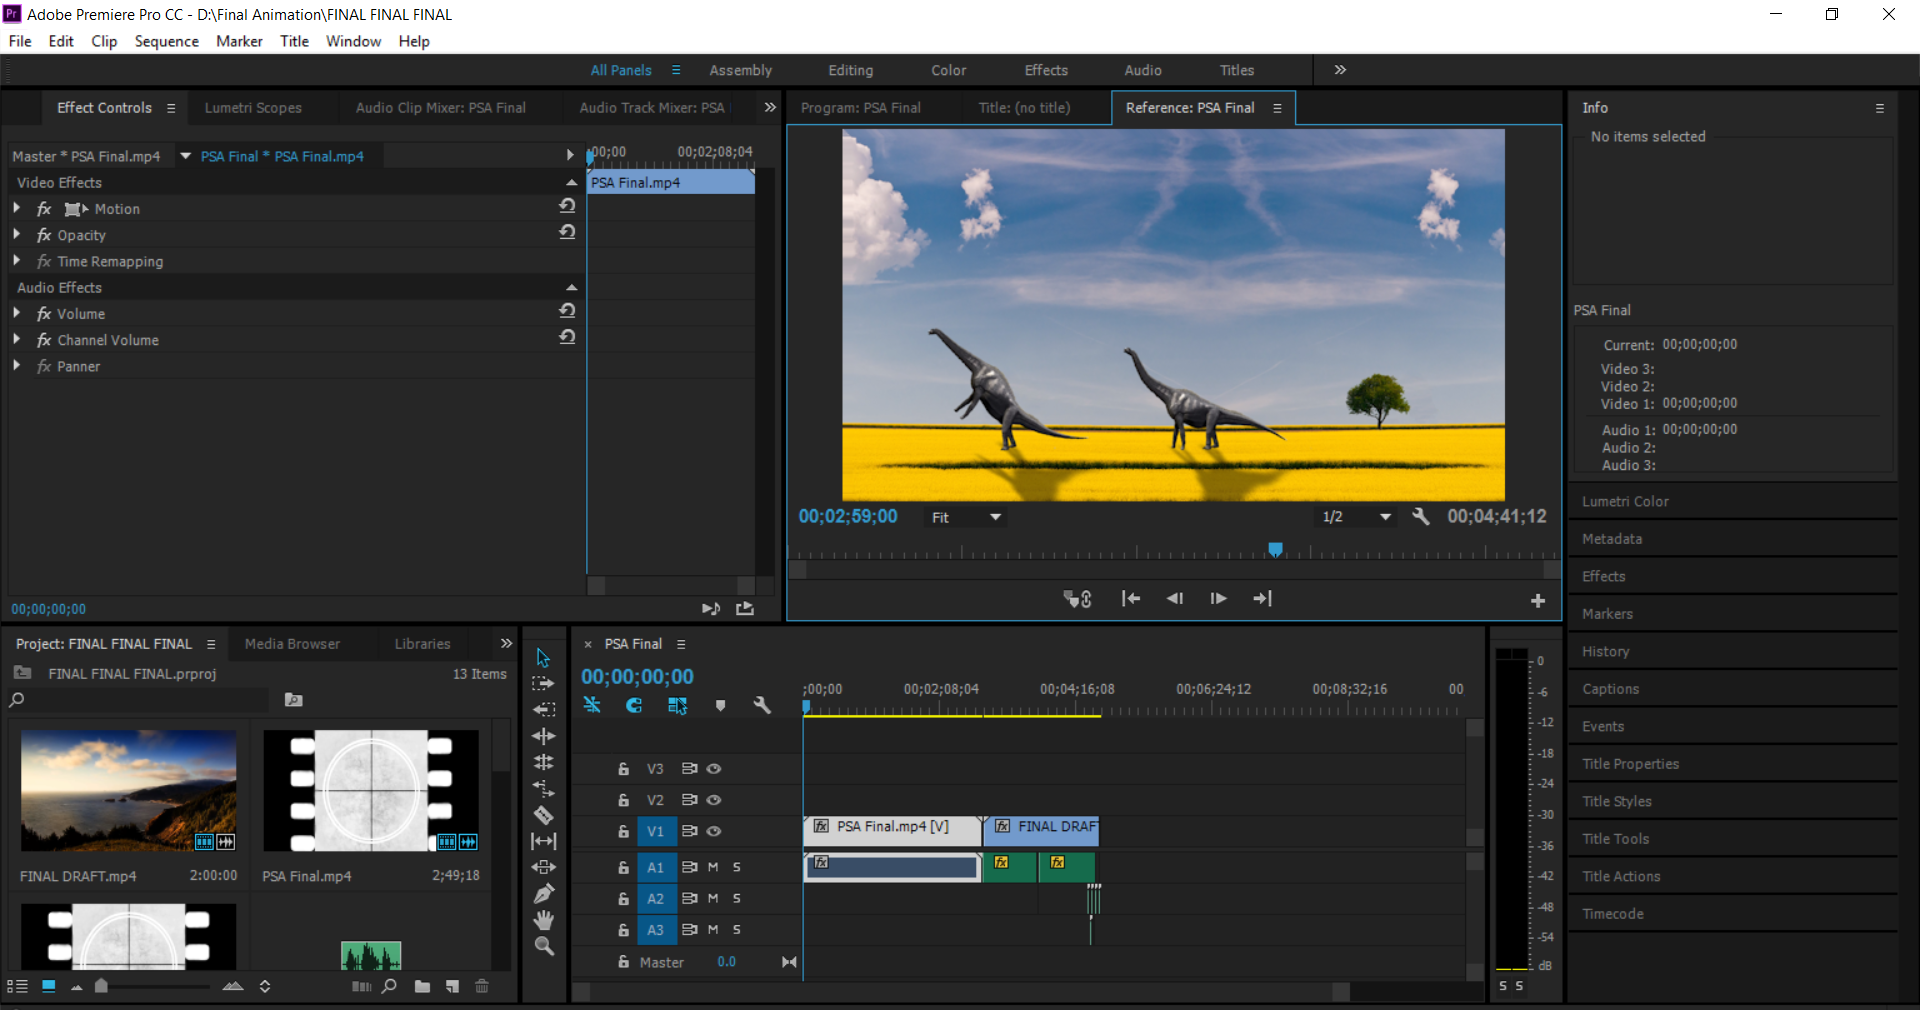 Pr Adobe Premiere Pro CC - D:\Final Animation\FINAL FINAL FINAL
File Edit Clip Sequence Marker Title Window Help
All Panels Assembly Editing Color Effects Audio Titles
Effect Controls Lumetri Scopes Audio Clip Mixer: PSA Final Audio Track Mixer: PSA
Master * PSA Final.mp4 PSA Final * PSA Final.mp4
;00;00 00;02;08;04
Video Effects
PSA Final.mp4
fx Motion
fx Opacity
fx Time Remapping
Audio Effects
fx Volume
fx Channel Volume
fx Panner
00;00;00;00
Program: PSA Final Title: (no title) Reference: PSA Final
00;02;59;00 Fit 1/2 00;04;41;12
Info
No items selected
PSA Final
Current: 00;00;00;00
Video 3:
Video 2:
Video 1: 00;00;00;00
Audio 1: 00;00;00;00
Audio 2:
Audio 3:
Lumetri Color
Metadata
Effects
Markers
History
Captions
Events
Title Properties
Title Styles
Title Tools
Title Actions
Timecode
Project: FINAL FINAL FINAL Media Browser Libraries
FINAL FINAL FINAL.prproj 13 Items
FINAL DRAFT.mp4 2:00:00
PSA Final.mp4 2;49;18
× PSA Final
00;00;00;00
;00;00 00;02;08;04 00;04;16;08 00;06;24;12 00;08;32;16 00
V3
V2
V1 fx PSA Final.mp4 [V] fx FINAL DRAFT
A1 M S fx fx fx
A2 M S
A3 M S
Master 0.0
0
-6
-12
-18
-24
-30
-36
-42
-48
-54
dB
S S